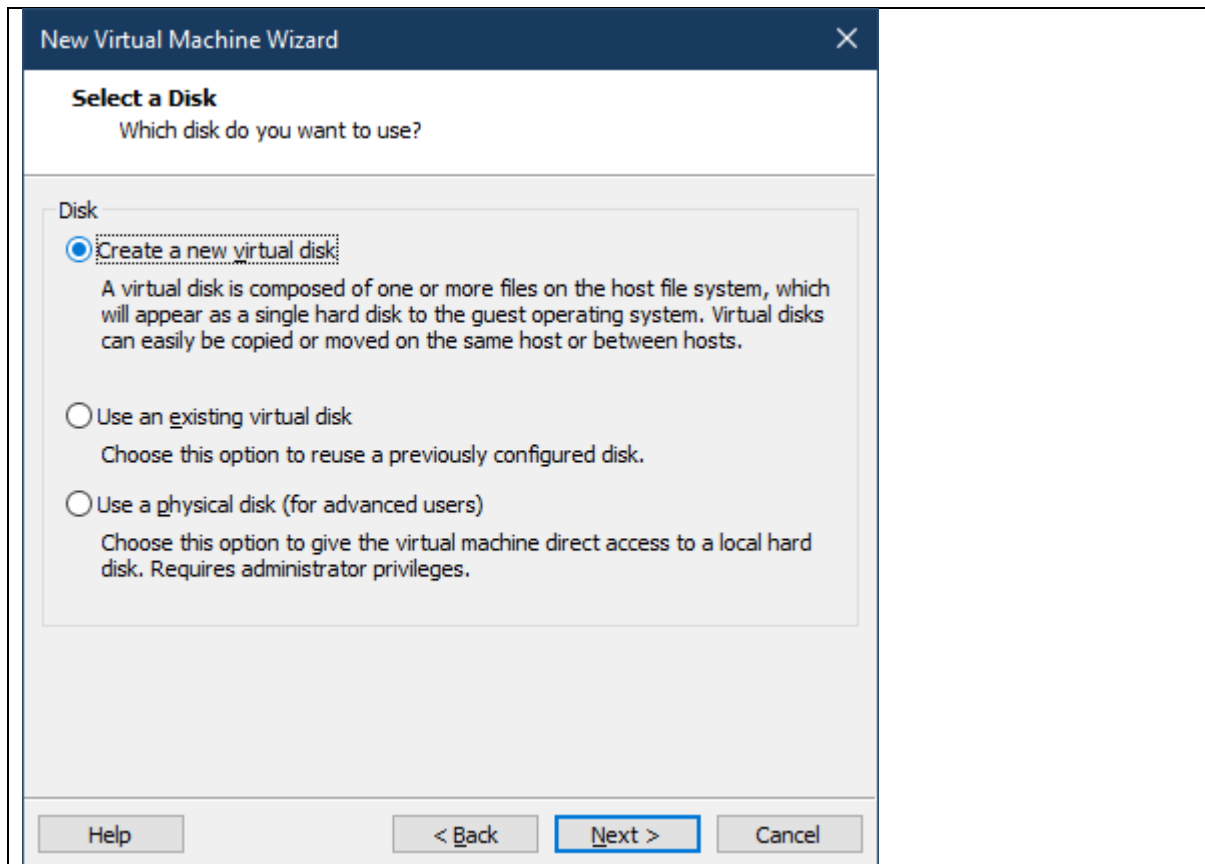 New Virtual Machine Wizard
Select a Disk
Which disk do you want to use?
Disk
Create a new virtual disk
A virtual disk is composed of one or more files on the host file system, which
will appear as a single hard disk to the guest operating system. Virtual disks
can easily be copied or moved on the same host or between hosts.
Use an existing virtual disk
Choose this option to reuse a previously configured disk.
Use a physical disk (for advanced users)
Choose this option to give the virtual machine direct access to a local hard
disk. Requires administrator privileges.
Help < Back Next > Cancel